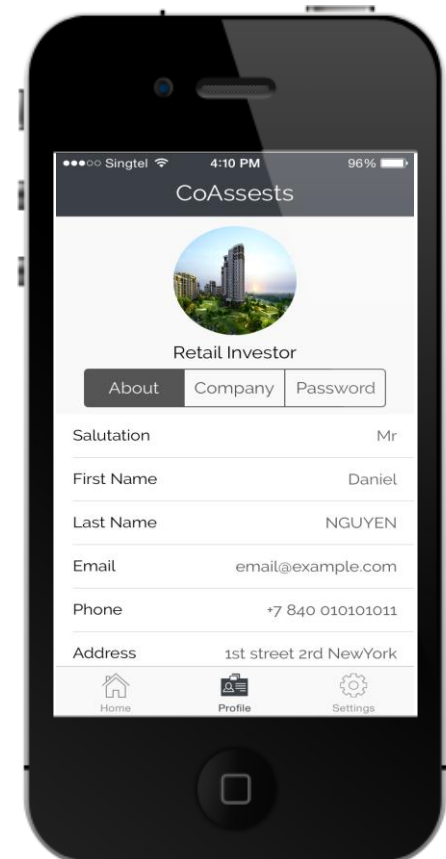 Singtel 4:10 PM 96%
CoAssests
Retail Investor
About Company Password
Salutation Mr
First Name Daniel
Last Name NGUYEN
Email email@example.com
Phone +7 840 010101011
Address 1st street 2rd NewYork
Home Profile Settings